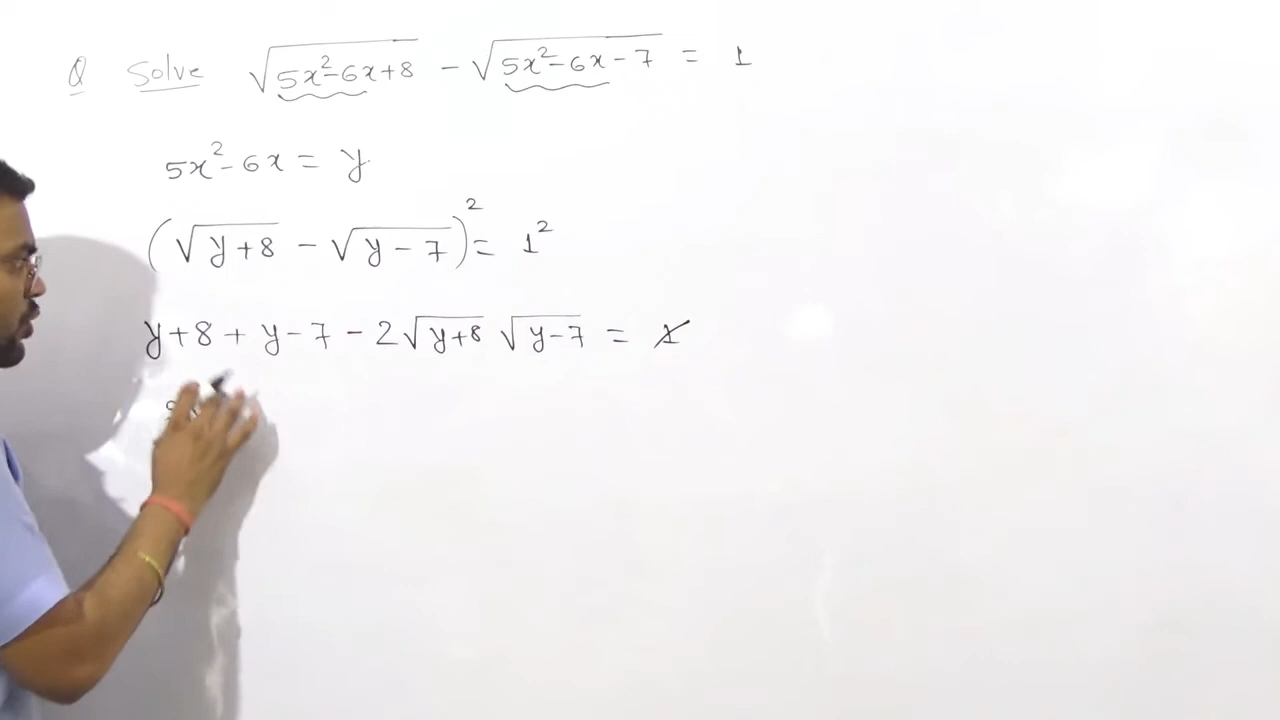 Q Solve √(5x²-6x+8) - √(5x²-6x-7) = 1
5x²-6x = y
(√(y+8) - √(y-7))² = 1²
y+8 + y-7 - 2√(y+8) √(y-7) = 1